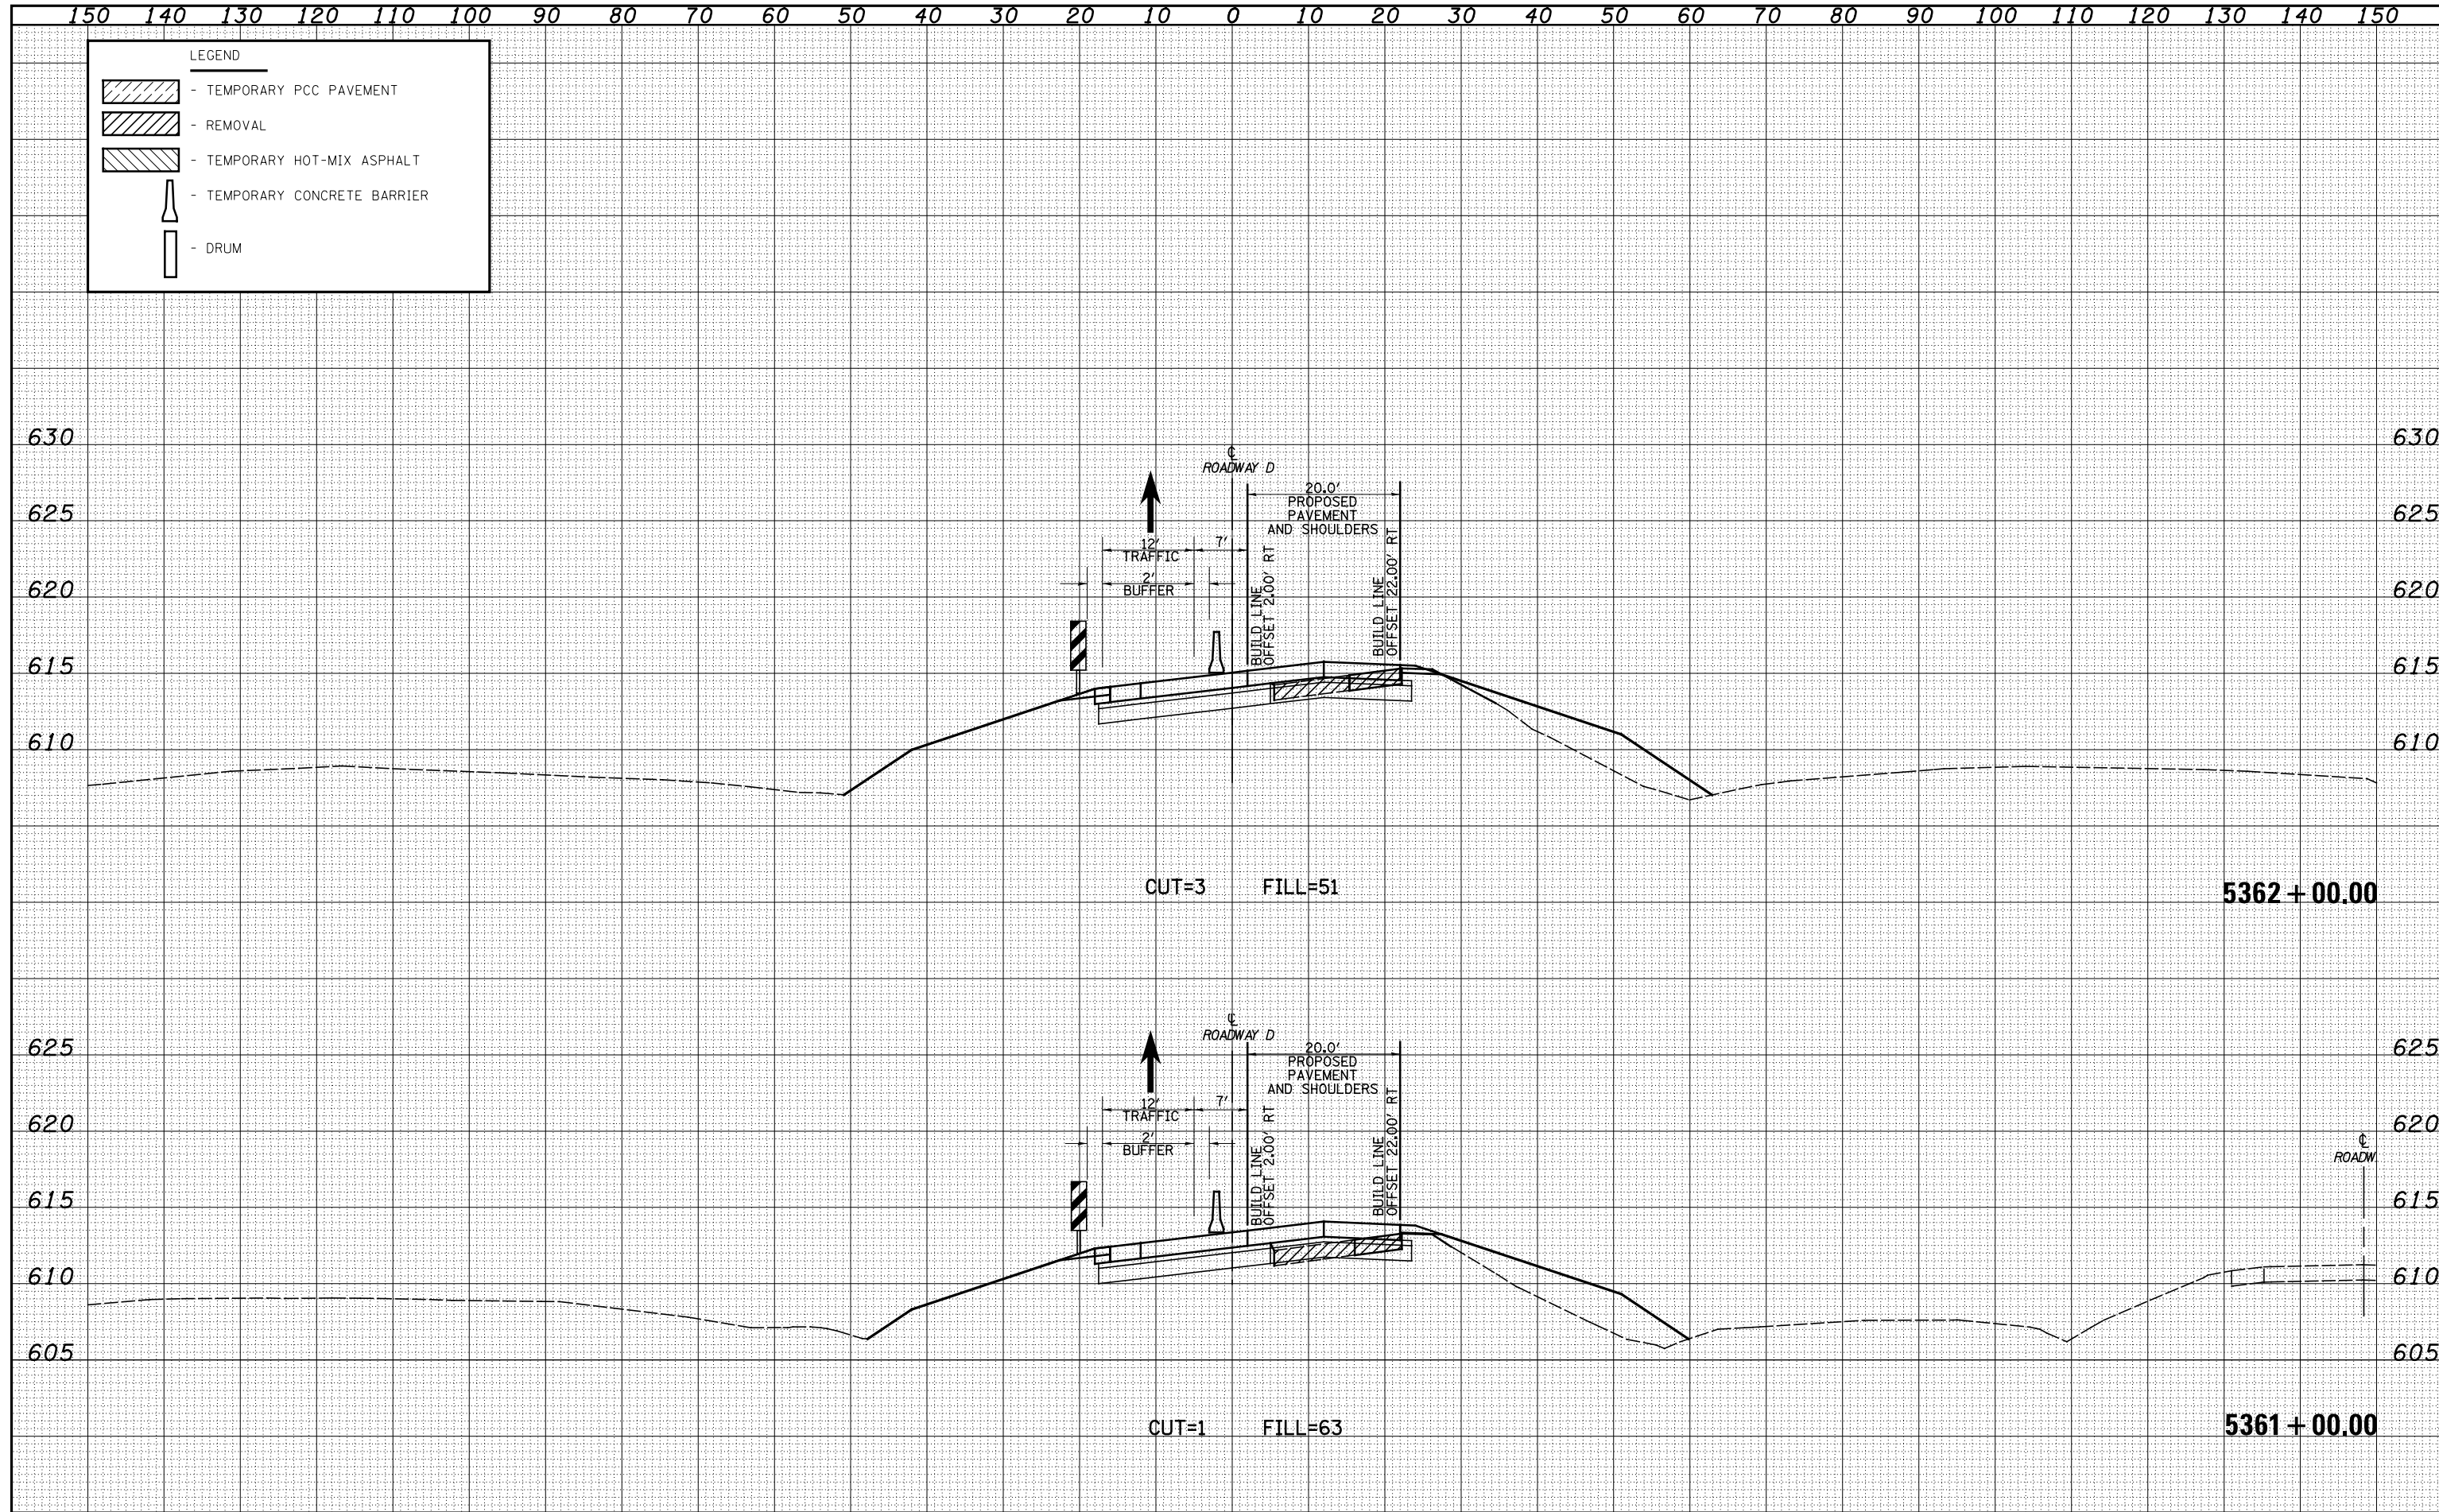 150 140 130 120 110 100 90 80 70 60 50 40 30 20 10 0 10 20 30 40 50 60 70 80 90 100 110 120 130 140 150
LEGEND
- TEMPORARY PCC PAVEMENT
- REMOVAL
- TEMPORARY HOT-MIX ASPHALT
- TEMPORARY CONCRETE BARRIER
- DRUM
630 630
℄
ROADWAY D
20.0'
PROPOSED
PAVEMENT
AND SHOULDERS
625 625
12'
TRAFFIC
7'
2'
BUFFER
BUILD LINE
OFFSET 2.00' RT
BUILD LINE
OFFSET 22.00' RT
620 620
615 615
610 610
CUT=3 FILL=51
5362+00.00
℄
ROADWAY D
20.0'
PROPOSED
PAVEMENT
AND SHOULDERS
625 625
12'
TRAFFIC
7'
2'
BUFFER
BUILD LINE
OFFSET 2.00' RT
BUILD LINE
OFFSET 22.00' RT
620 620
℄
ROADW
615 615
610 610
605 605
CUT=1 FILL=63
5361+00.00